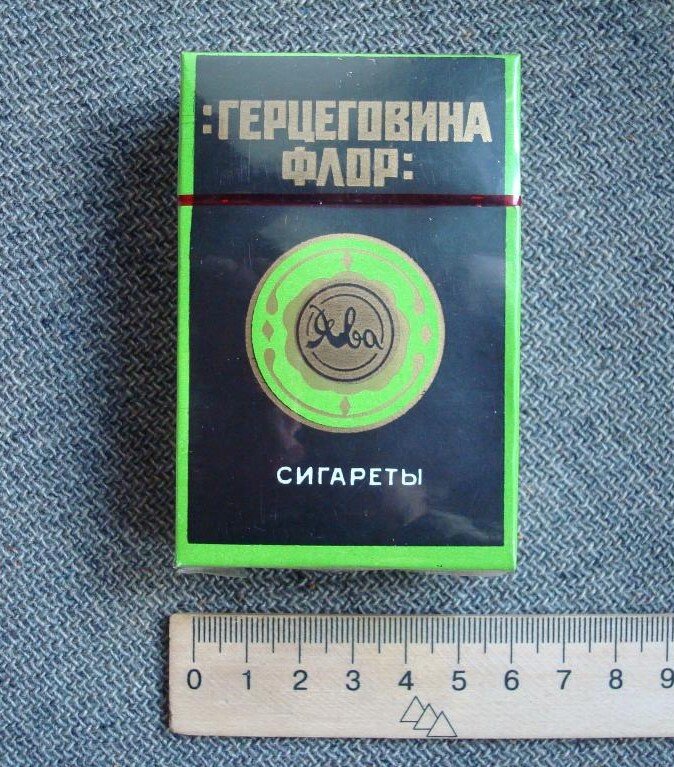 :ГЕРЦЕГОВИНА
ФЛОР:
Ява
СИГАРЕТЫ
0 1 2 3 4 5 6 7 8 9